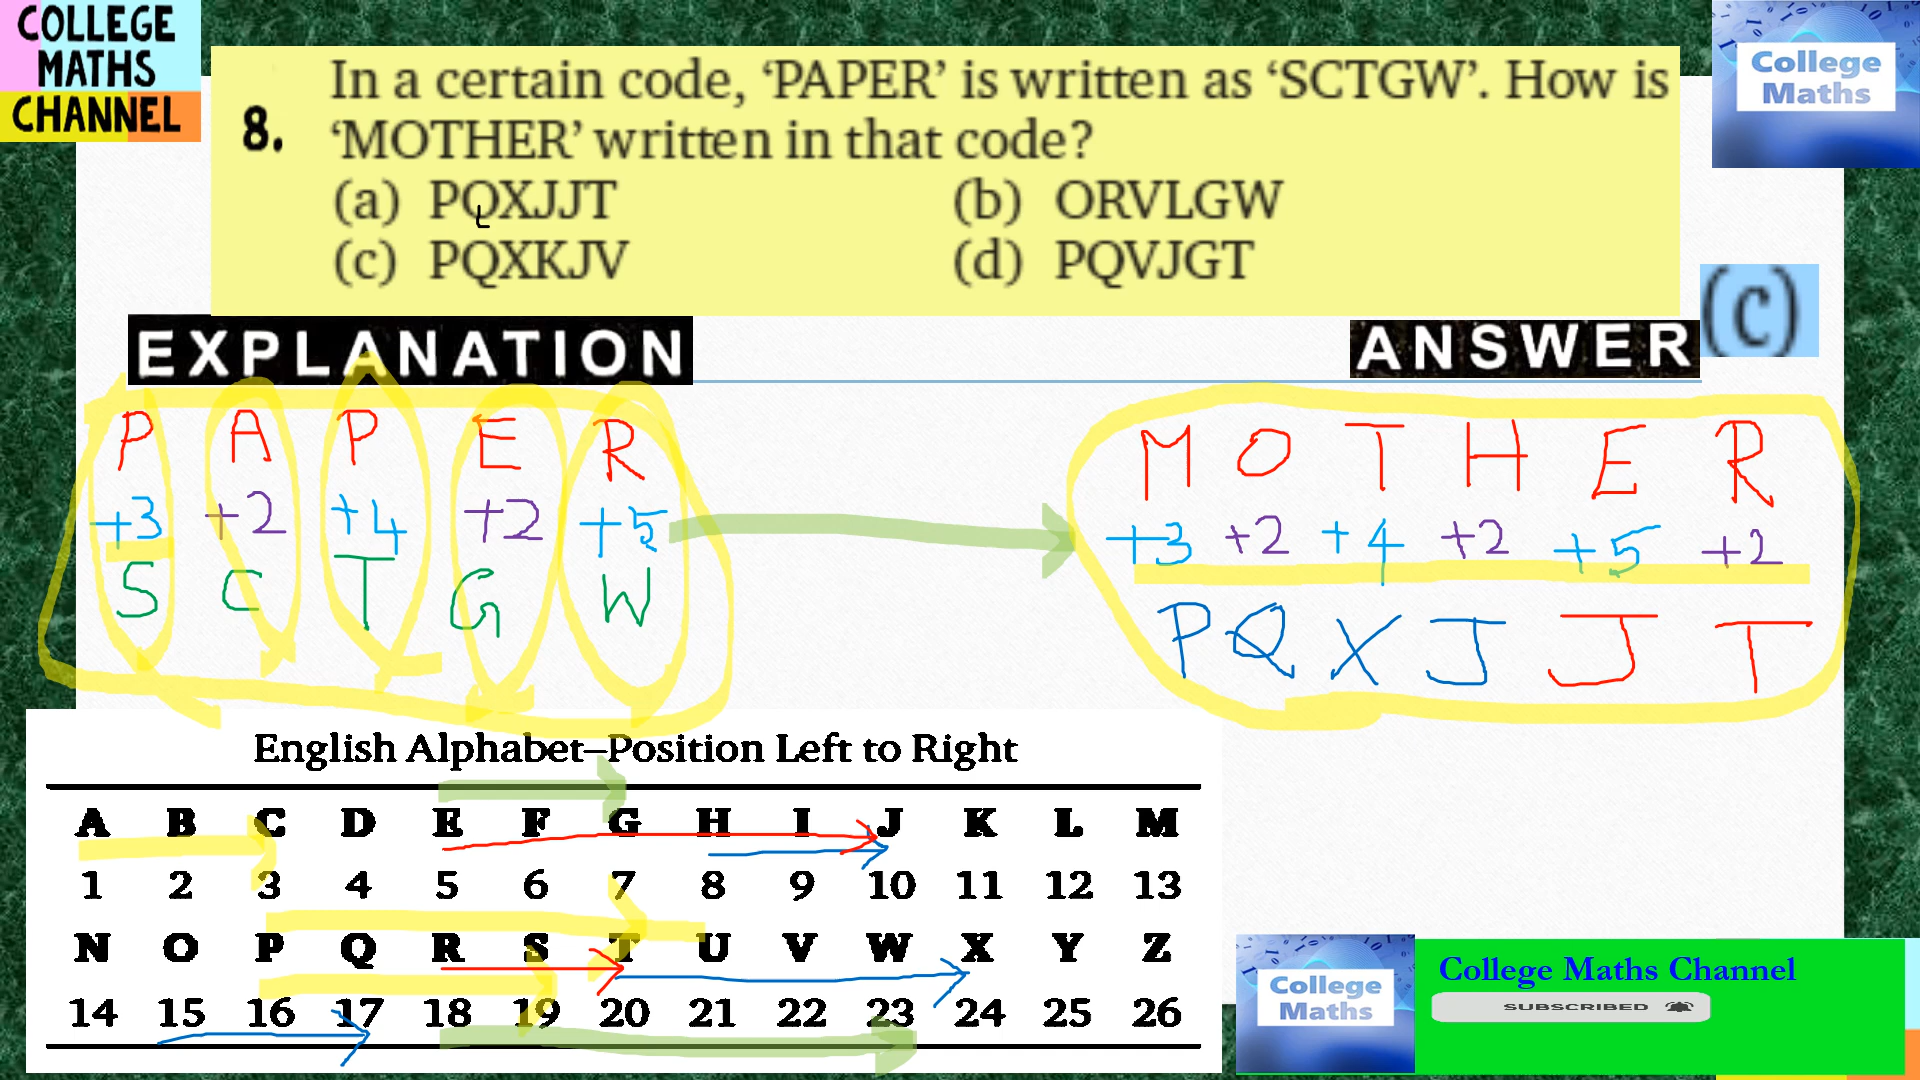 COLLEGE
MATHS
CHANNEL
College
Maths
8. In a certain code, ‘PAPER’ is written as ‘SCTGW’. How is
‘MOTHER’ written in that code?
(a) PQXJJT (b) ORVLGW
(c) PQXKJV (d) PQVJGT
EXPLANATION
ANSWER (C)
P A P E R
+3 +2 +4 +2 +5
S C T G W
M O T H E R
+3 +2 +4 +2 +5 +2
P Q X J J T
English Alphabet–Position Left to Right
A B C D E F G H I J K L M
1 2 3 4 5 6 7 8 9 10 11 12 13
N O P Q R S T U V W X Y Z
14 15 16 17 18 19 20 21 22 23 24 25 26
College
Maths
College Maths Channel
SUBSCRIBED